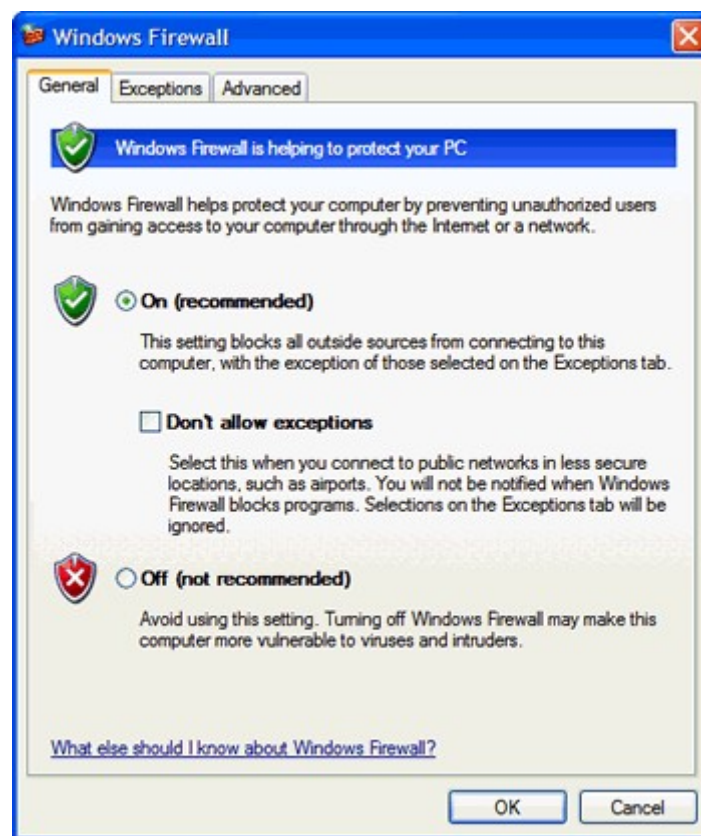 Windows Firewall
General Exceptions Advanced
Windows Firewall is helping to protect your PC
Windows Firewall helps protect your computer by preventing unauthorized users
from gaining access to your computer through the Internet or a network.
On (recommended)
This setting blocks all outside sources from connecting to this
computer, with the exception of those selected on the Exceptions tab.
Don't allow exceptions
Select this when you connect to public networks in less secure
locations, such as airports. You will not be notified when Windows
Firewall blocks programs. Selections on the Exceptions tab will be
ignored.
Off (not recommended)
Avoid using this setting. Turning off Windows Firewall may make this
computer more vulnerable to viruses and intruders.
What else should I know about Windows Firewall?
OK Cancel